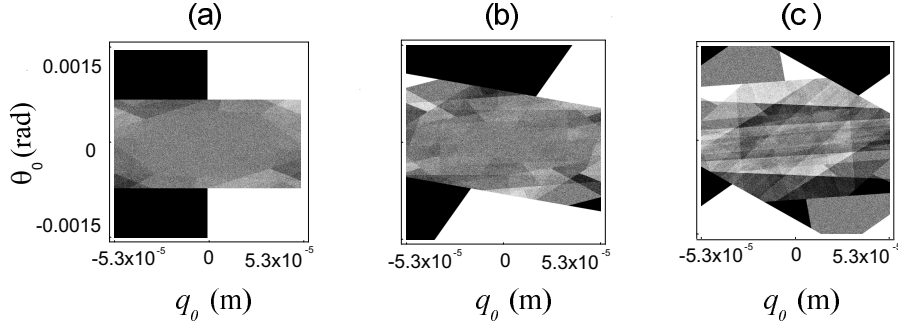 (a) (b) (c)
0.0015
0
-0.0015
θ₀ (rad)
-5.3x10⁻⁵ 0 5.3x10⁻⁵ -5.3x10⁻⁵ 0 5.3x10⁻⁵ -5.3x10⁻⁵ 0 5.3x10⁻⁵
q₀ (m) q₀ (m) q₀ (m)